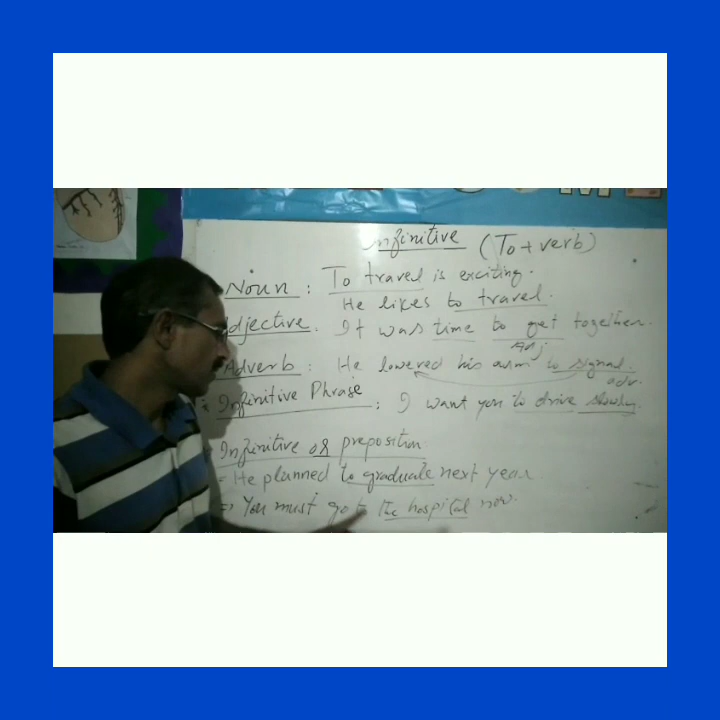 Infinitive (To + verb)
Noun : To travel is exciting.
He likes to travel.
Adjective. It was time to get together.
Adj
Adverb : He lowered his arm to signal.
adv.
Infinitive Phrase : I want you to drive slowly.
Infinitive or preposition
He planned to graduate next year
=> You must go to the hospital now.